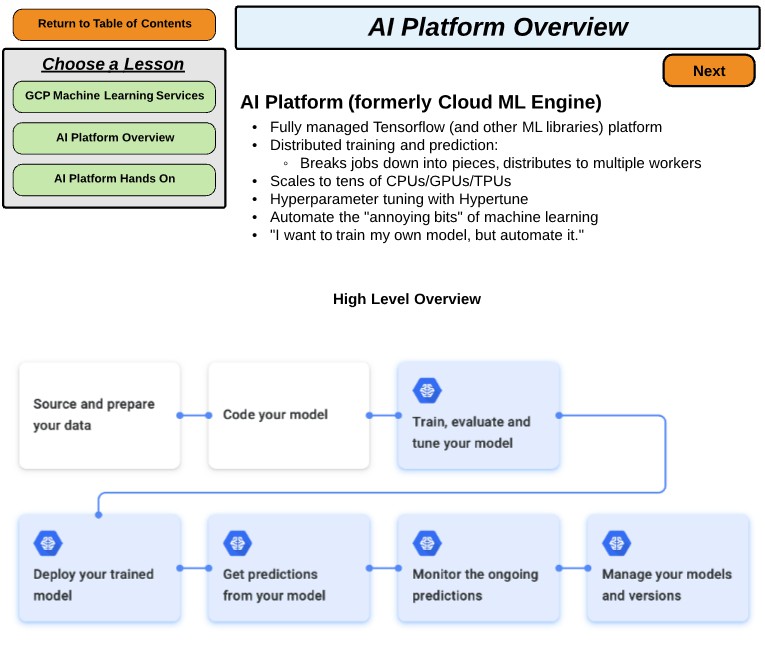 Return to Table of Contents
AI Platform Overview
Choose a Lesson
GCP Machine Learning Services
AI Platform Overview
AI Platform Hands On
Next
AI Platform (formerly Cloud ML Engine)
• Fully managed Tensorflow (and other ML libraries) platform
• Distributed training and prediction:
◦ Breaks jobs down into pieces, distributes to multiple workers
• Scales to tens of CPUs/GPUs/TPUs
• Hyperparameter tuning with Hypertune
• Automate the "annoying bits" of machine learning
• "I want to train my own model, but automate it."
High Level Overview
Source and prepare
your data
Code your model
Train, evaluate and
tune your model
Deploy your trained
model
Get predictions
from your model
Monitor the ongoing
predictions
Manage your models
and versions